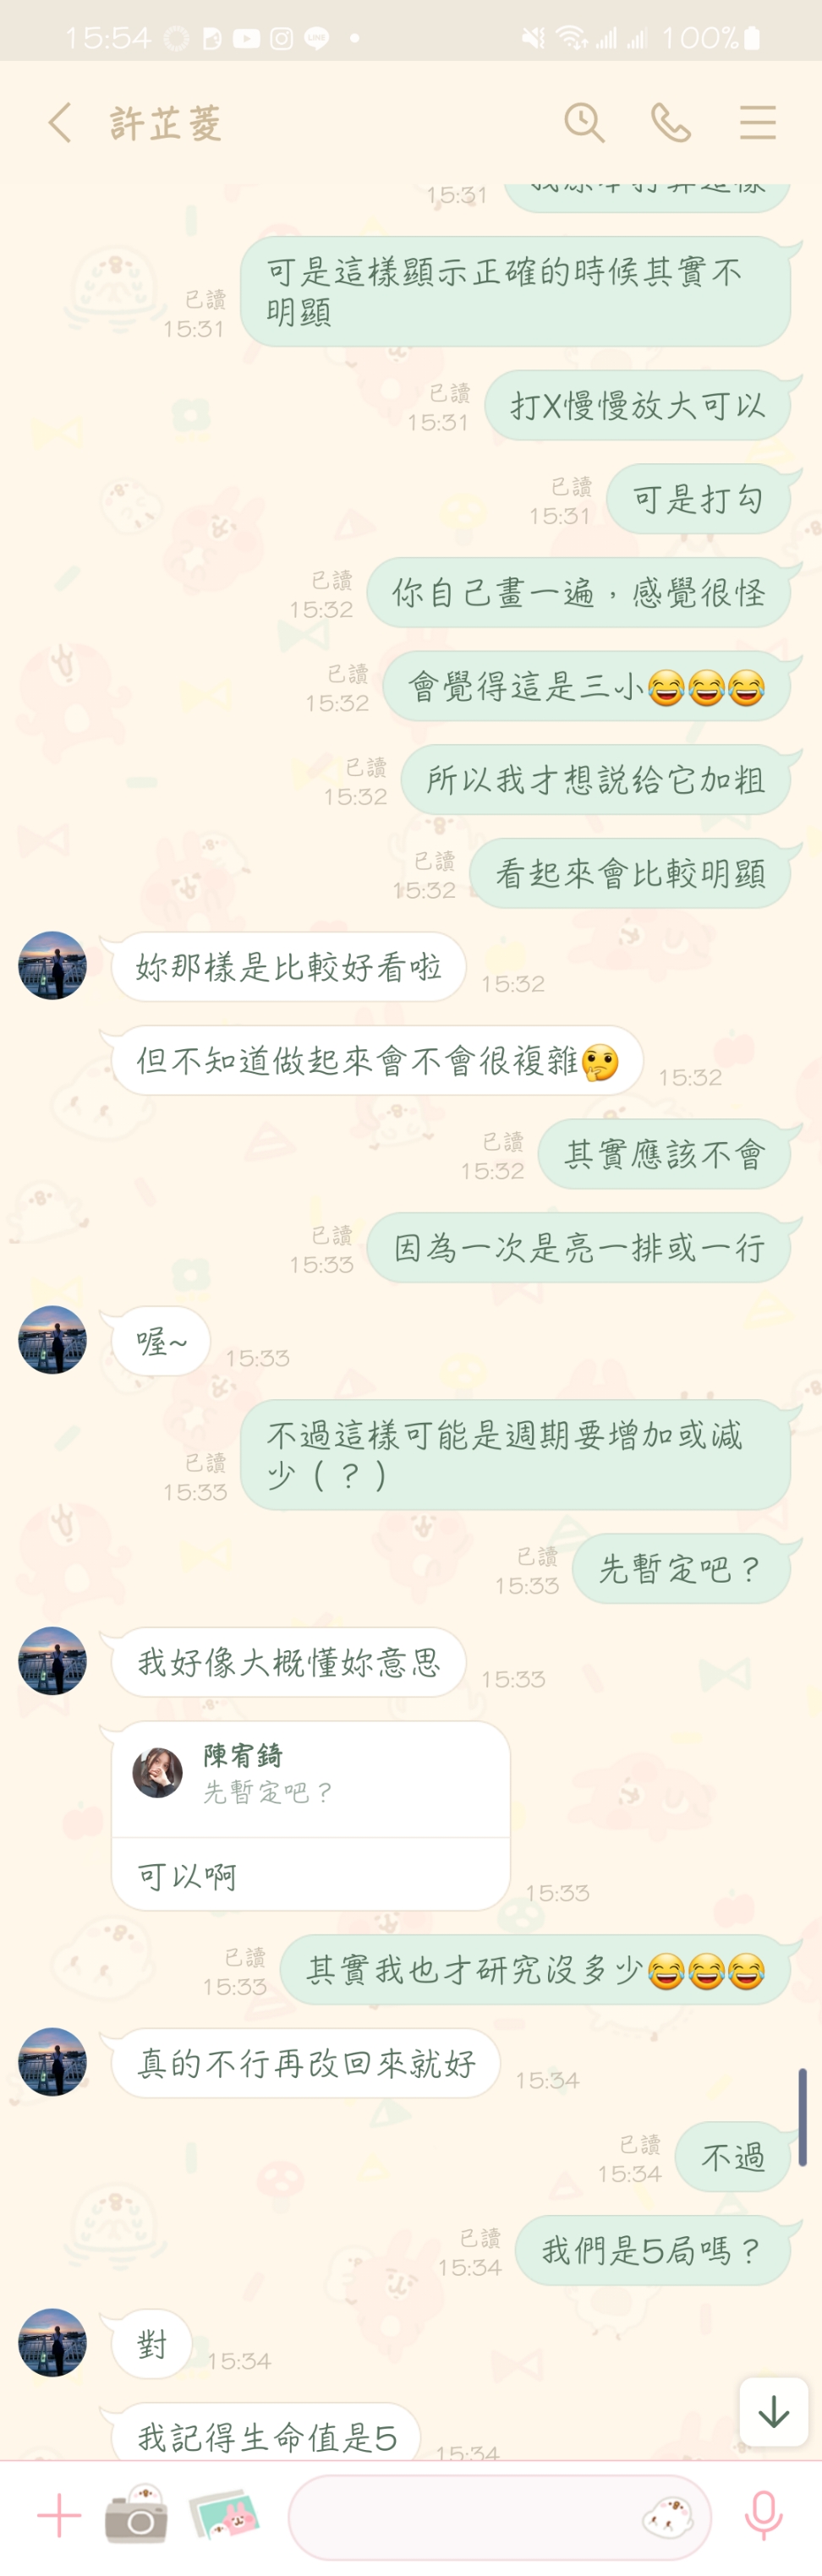 15:54
100%
許芷菱
15:31
可是這樣顯示正確的時候其實不
明顯
已讀
15:31
打X慢慢放大可以
已讀
15:31
可是打勾
已讀
15:31
你自己畫一遍，感覺很怪
已讀
15:32
會覺得這是三小😂😂😂
已讀
15:32
所以我才想說给它加粗
已讀
15:32
看起來會比較明顯
已讀
15:32
妳那樣是比較好看啦
15:32
但不知道做起來會不會很複雜🤔
15:32
其實應該不會
已讀
15:32
因為一次是亮一排或一行
已讀
15:33
喔~
15:33
不過這樣可能是週期要增加或減
少（？）
已讀
15:33
先暫定吧？
已讀
15:33
我好像大概懂妳意思
15:33
陳宥錡
先暫定吧？
可以啊
15:33
其實我也才研究沒多少😂😂😂
已讀
15:33
真的不行再改回來就好
15:34
不過
已讀
15:34
我們是5局嗎？
已讀
15:34
對
15:34
我記得生命值是5
15:34